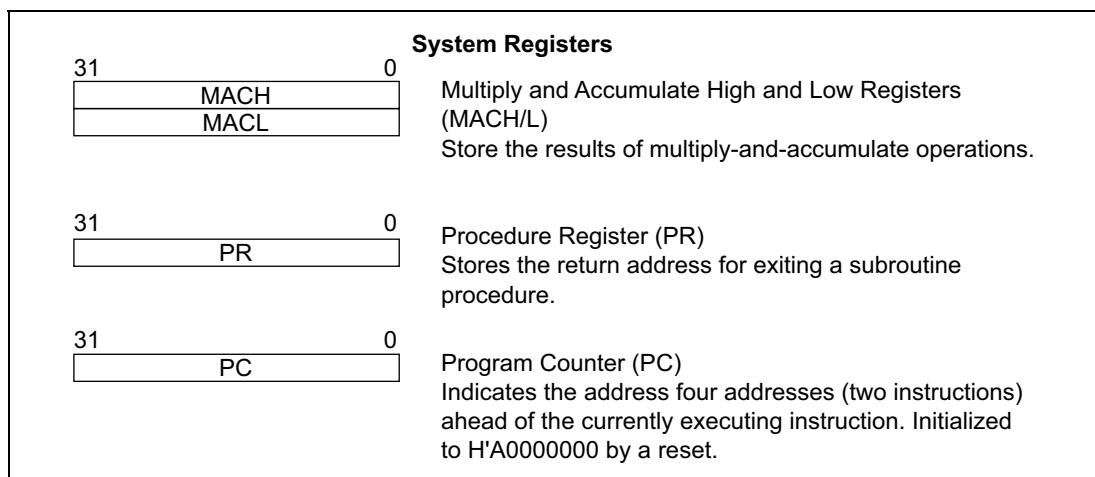 System Registers
31 0
MACH
MACL
Multiply and Accumulate High and Low Registers
(MACH/L)
Store the results of multiply-and-accumulate operations.
31 0
PR
Procedure Register (PR)
Stores the return address for exiting a subroutine
procedure.
31 0
PC
Program Counter (PC)
Indicates the address four addresses (two instructions)
ahead of the currently executing instruction. Initialized
to H'A0000000 by a reset.